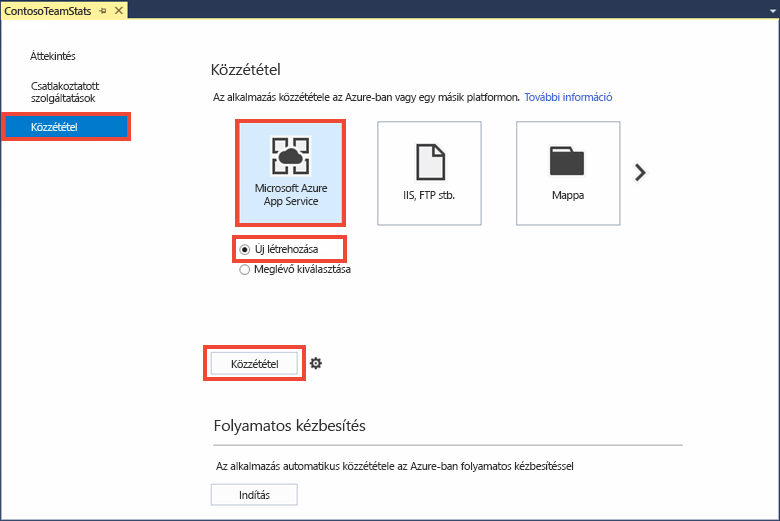 ContosoTeamStats
Áttekintés
Csatlakoztatott
szolgáltatások
Közzététel
Közzététel
Az alkalmazás közzététele az Azure-ban vagy egy másik platformon. További információ
Microsoft Azure
App Service
IIS, FTP stb.
Mappa
Új létrehozása
Meglévő kiválasztása
Közzététel
Folyamatos kézbesítés
Az alkalmazás automatikus közzététele az Azure-ban folyamatos kézbesítéssel
Indítás